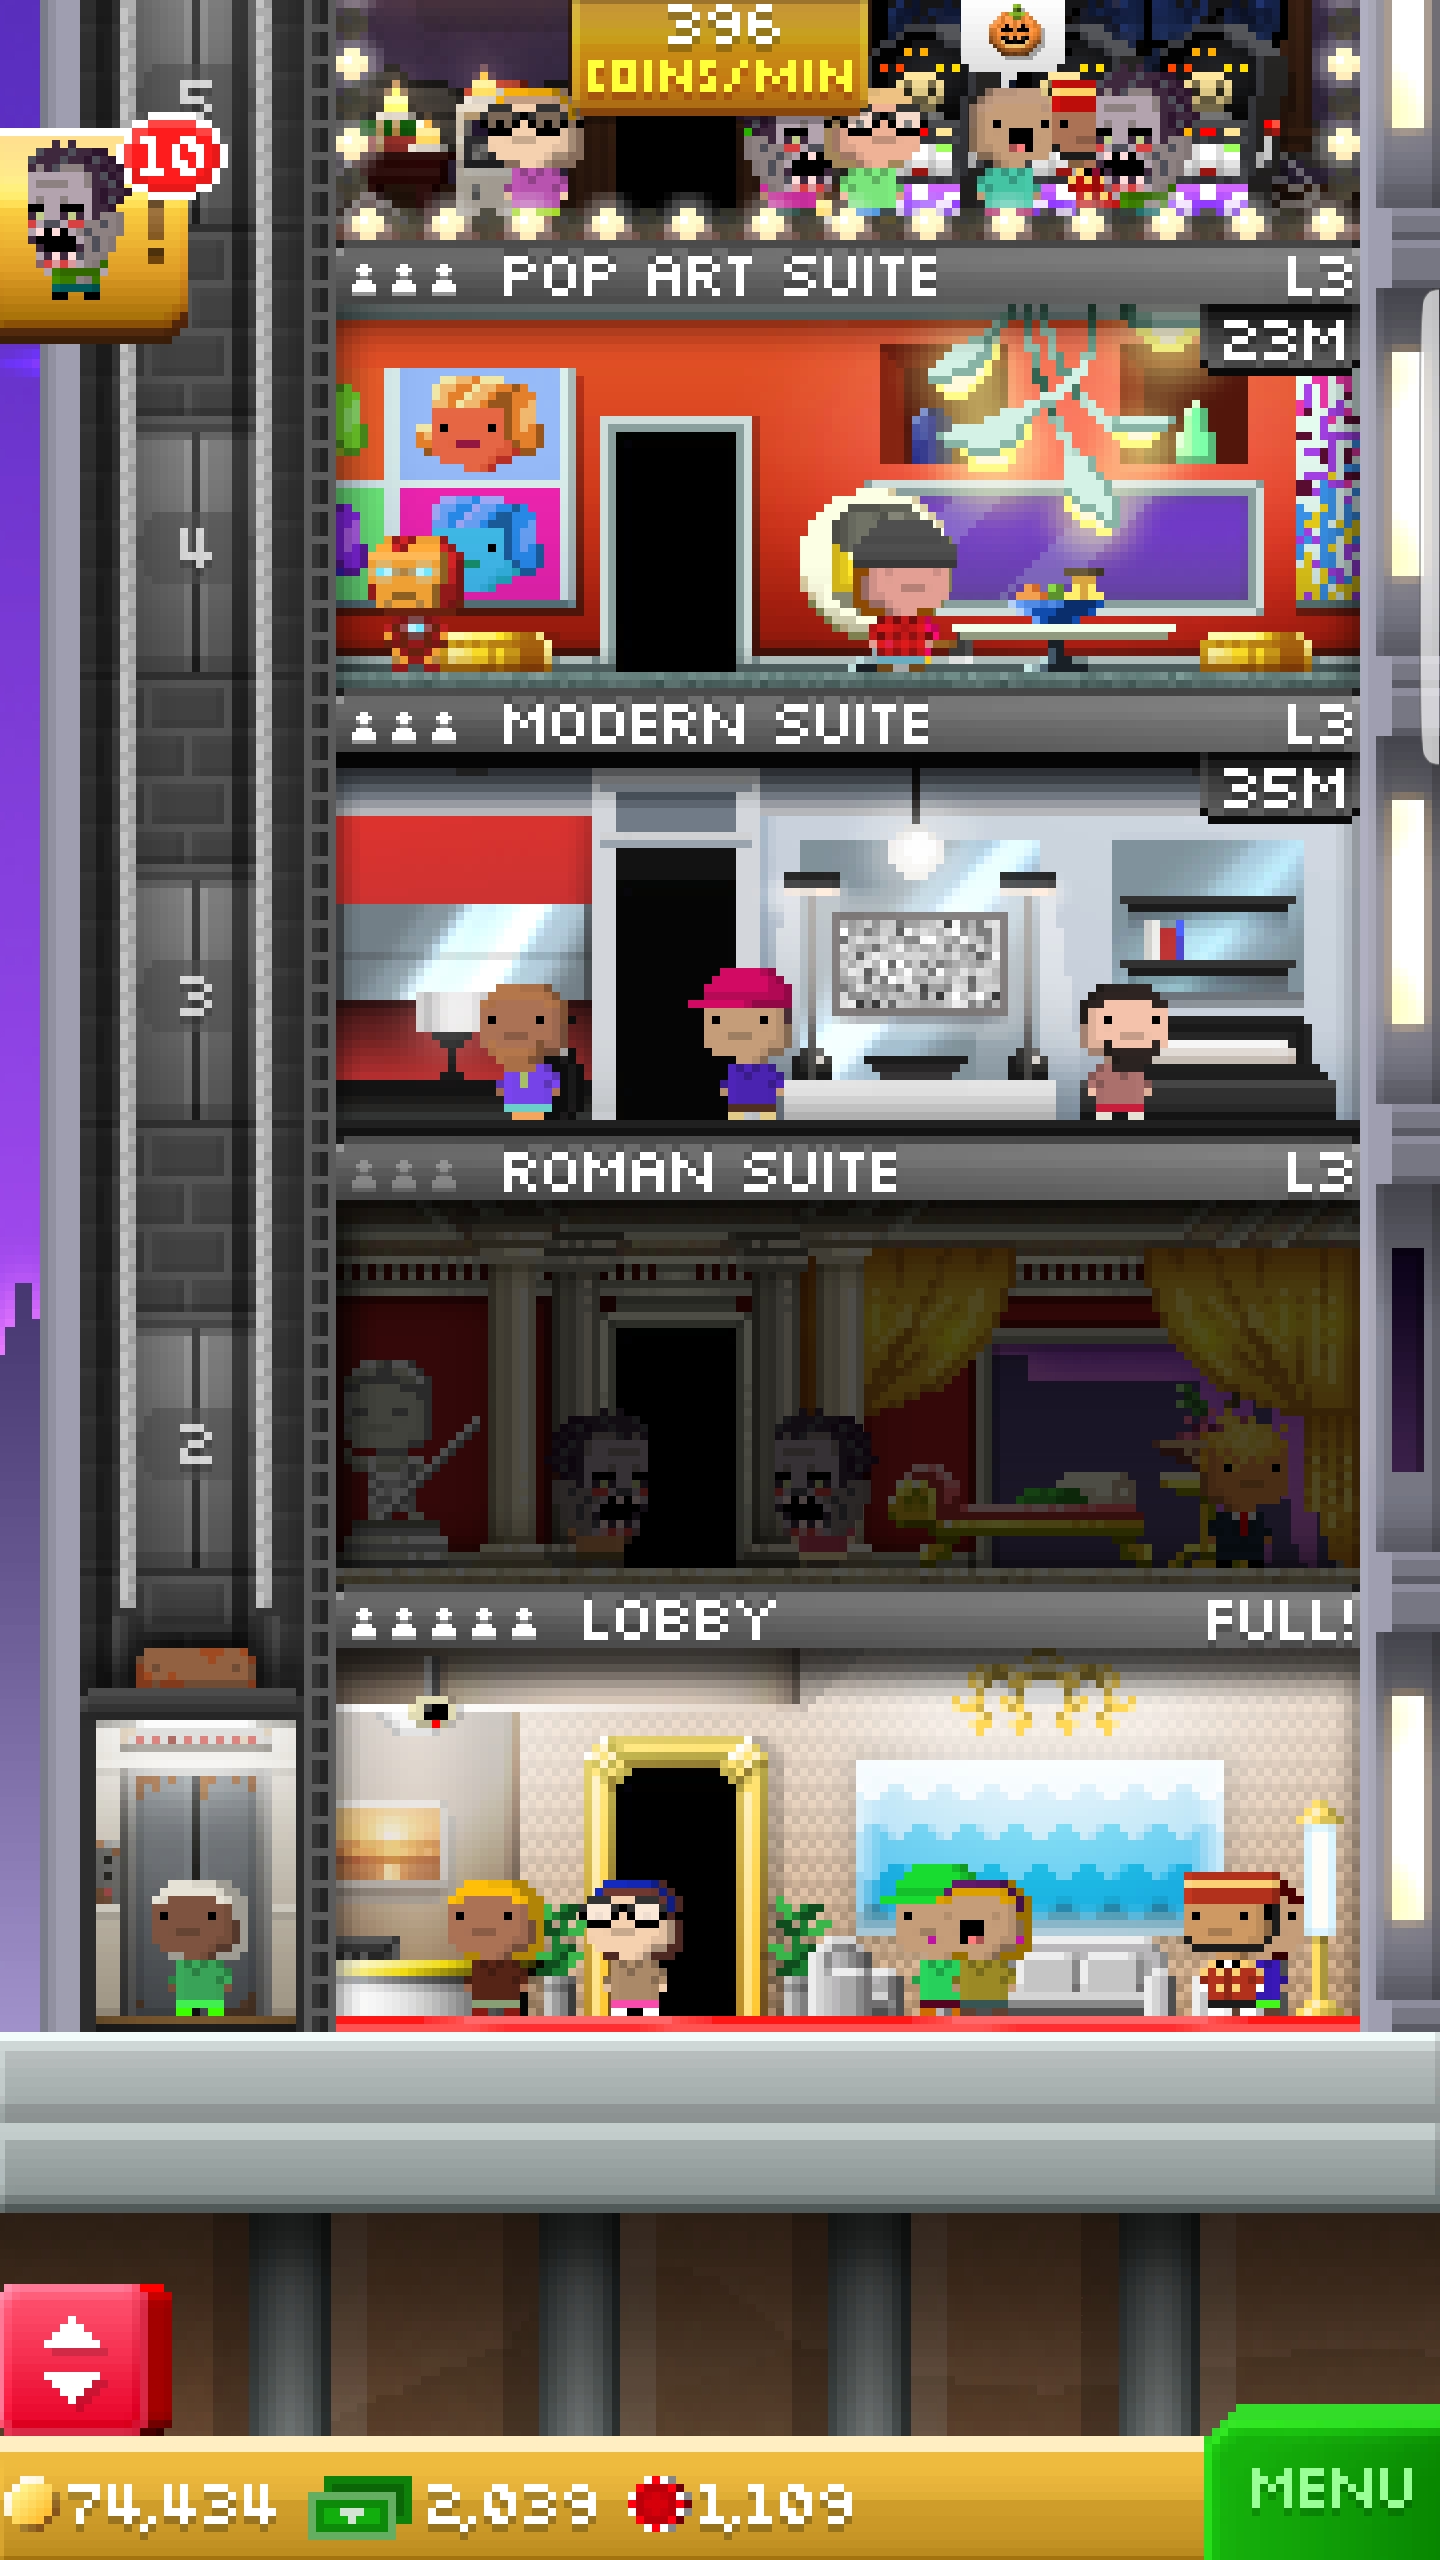 396
COINS/MIN
5
10
!
POP ART SUITE L3
23M
4
MODERN SUITE L3
35M
3
ROMAN SUITE L3
2
LOBBY FULL!
74,434 2,039 1,109
MENU